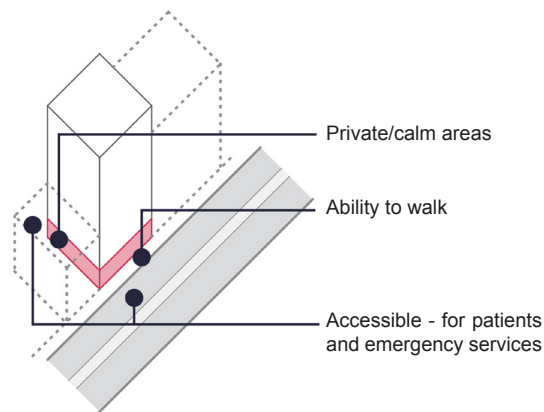 Private/calm areas
Ability to walk
Accessible - for patients
and emergency services